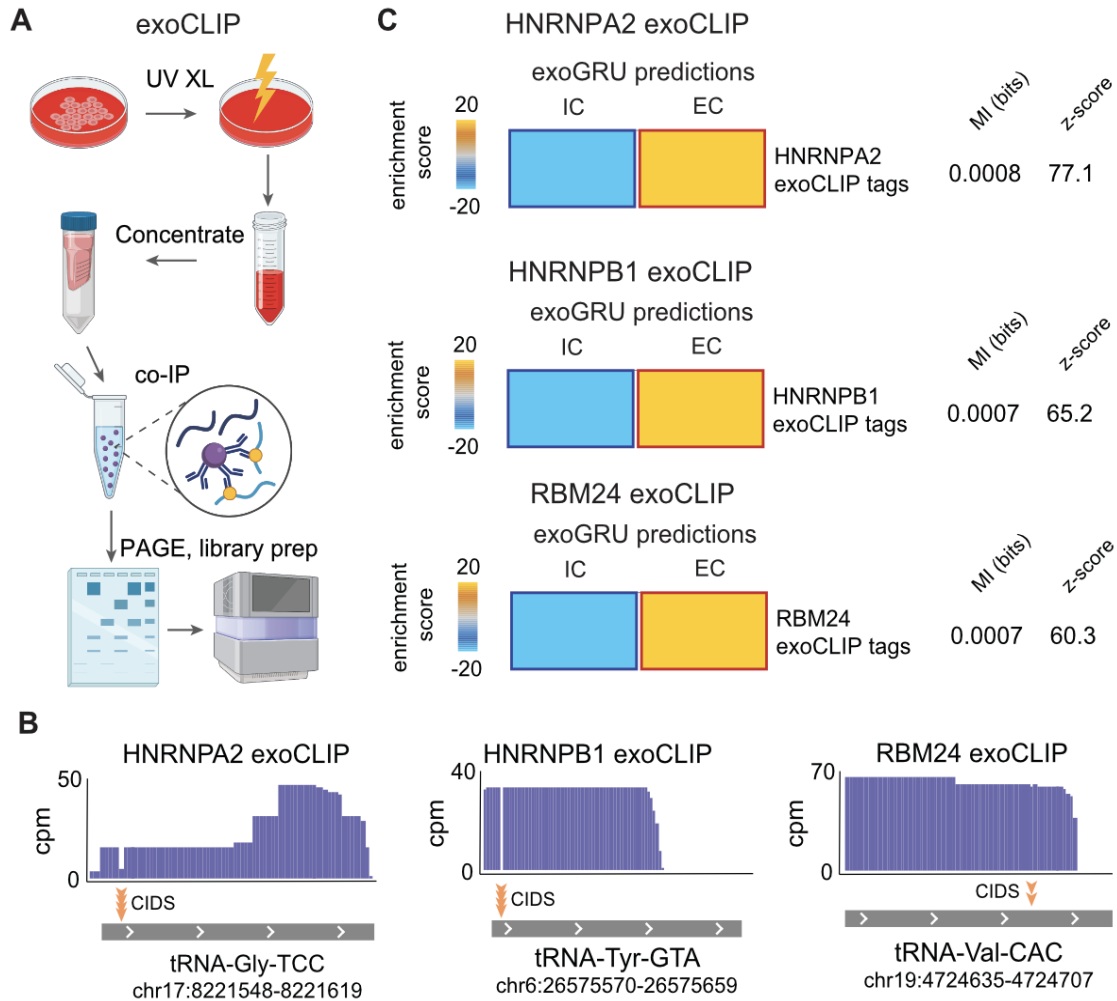 A
exoCLIP
UV XL
Concentrate
co-IP
PAGE, library prep
C
HNRNPA2 exoCLIP
exoGRU predictions
IC EC
enrichment
score
20
-20
HNRNPA2
exoCLIP tags
MI (bits) z-score
0.0008 77.1
HNRNPB1 exoCLIP
exoGRU predictions
IC EC
enrichment
score
20
-20
HNRNPB1
exoCLIP tags
MI (bits) z-score
0.0007 65.2
RBM24 exoCLIP
exoGRU predictions
IC EC
enrichment
score
20
-20
RBM24
exoCLIP tags
MI (bits) z-score
0.0007 60.3
B
HNRNPA2 exoCLIP
50
cpm
0
CIDS
tRNA-Gly-TCC
chr17:8221548-8221619
HNRNPB1 exoCLIP
40
cpm
0
CIDS
tRNA-Tyr-GTA
chr6:26575570-26575659
RBM24 exoCLIP
70
cpm
0
CIDS
tRNA-Val-CAC
chr19:4724635-4724707